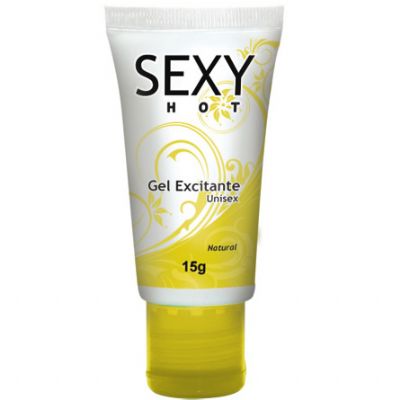 SEXY
HOT
Gel Excitante
Unisex
Natural
15g